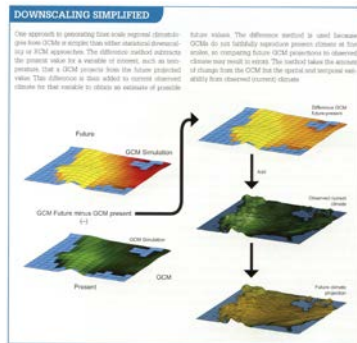 DOWNSCALING SIMPLIFIED
One approach to generating finer scale regional climatolo-
gies from GCMs is simpler than either statistical downscal-
ing or RCM approaches. The difference method subtracts
the present value for a variable of interest, such as tem-
perature, that a GCM projects from the future projected
value. This difference is then added to current observed
climate for that variable to obtain an estimate of possible
future values. The difference method is used because
GCMs do not faithfully reproduce present climate at fine
scales, so comparing future GCM projections to observed
climate may result in errors. The method takes the amount
of change from the GCM but the spatial and temporal vari-
ability from observed (current) climate.
Future
GCM Simulation
GCM Future minus GCM present
(-)
GCM Simulation
GCM
Present
Difference GCM
future-present
Add
Observed current
climate
Future climate
projection